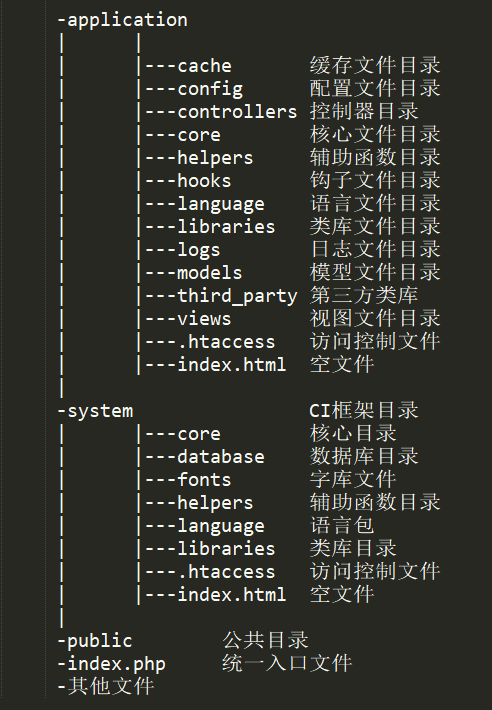 -application
|      |
|      |---cache       缓存文件目录
|      |---config      配置文件目录
|      |---controllers 控制器目录
|      |---core        核心文件目录
|      |---helpers     辅助函数目录
|      |---hooks       钩子文件目录
|      |---language    语言文件目录
|      |---libraries   类库文件目录
|      |---logs        日志文件目录
|      |---models      模型文件目录
|      |---third_party 第三方类库
|      |---views       视图文件目录
|      |---.htaccess   访问控制文件
|      |---index.html  空文件
|
-system                CI框架目录
|      |---core        核心目录
|      |---database    数据库目录
|      |---fonts       字库文件
|      |---helpers     辅助函数目录
|      |---language    语言包
|      |---libraries   类库目录
|      |---.htaccess   访问控制文件
|      |---index.html  空文件
|
-public        公共目录
-index.php     统一入口文件
-其他文件